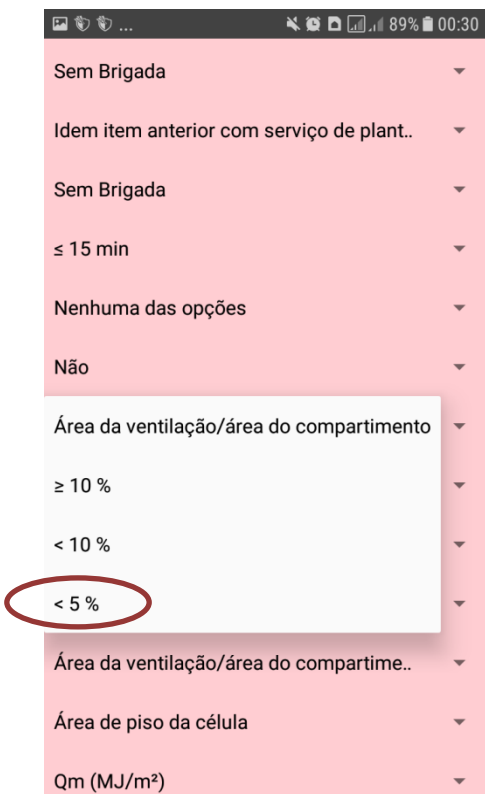 ... 89% 00:30
Sem Brigada
Idem item anterior com serviço de plant..
Sem Brigada
≤ 15 min
Nenhuma das opções
Não
Área da ventilação/área do compartimento
≥ 10 %
< 10 %
< 5 %
Área da ventilação/área do compartime..
Área de piso da célula
Qm (MJ/m²)